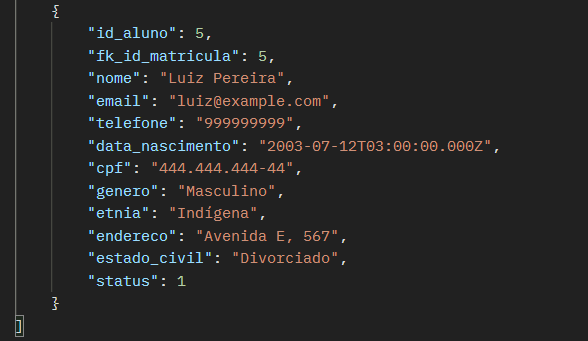 {
"id_aluno": 5,
"fk_id_matricula": 5,
"nome": "Luiz Pereira",
"email": "luiz@example.com",
"telefone": "999999999",
"data_nascimento": "2003-07-12T03:00:00.000Z",
"cpf": "444.444.444-44",
"genero": "Masculino",
"etnia": "Indígena",
"endereco": "Avenida E, 567",
"estado_civil": "Divorciado",
"status": 1
}
]